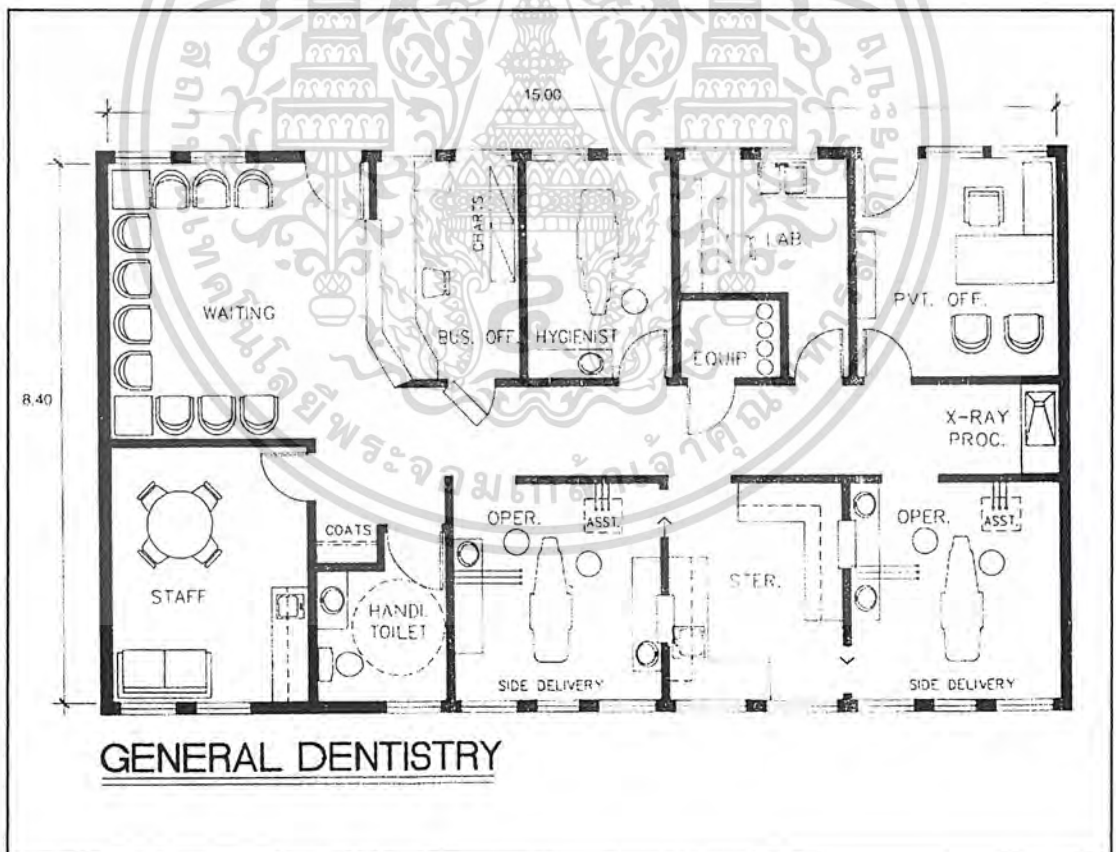 15.00
8.40
WAITING
CHARTS
BUS. OFF.
HYGIENIST
LAB
EQUIP
PVT. OFF.
X-RAY
PROC.
STAFF
COATS
HANDI.
TOILET
OPER.
ASST.
SIDE DELIVERY
STER.
OPER.
ASST.
SIDE DELIVERY
GENERAL DENTISTRY